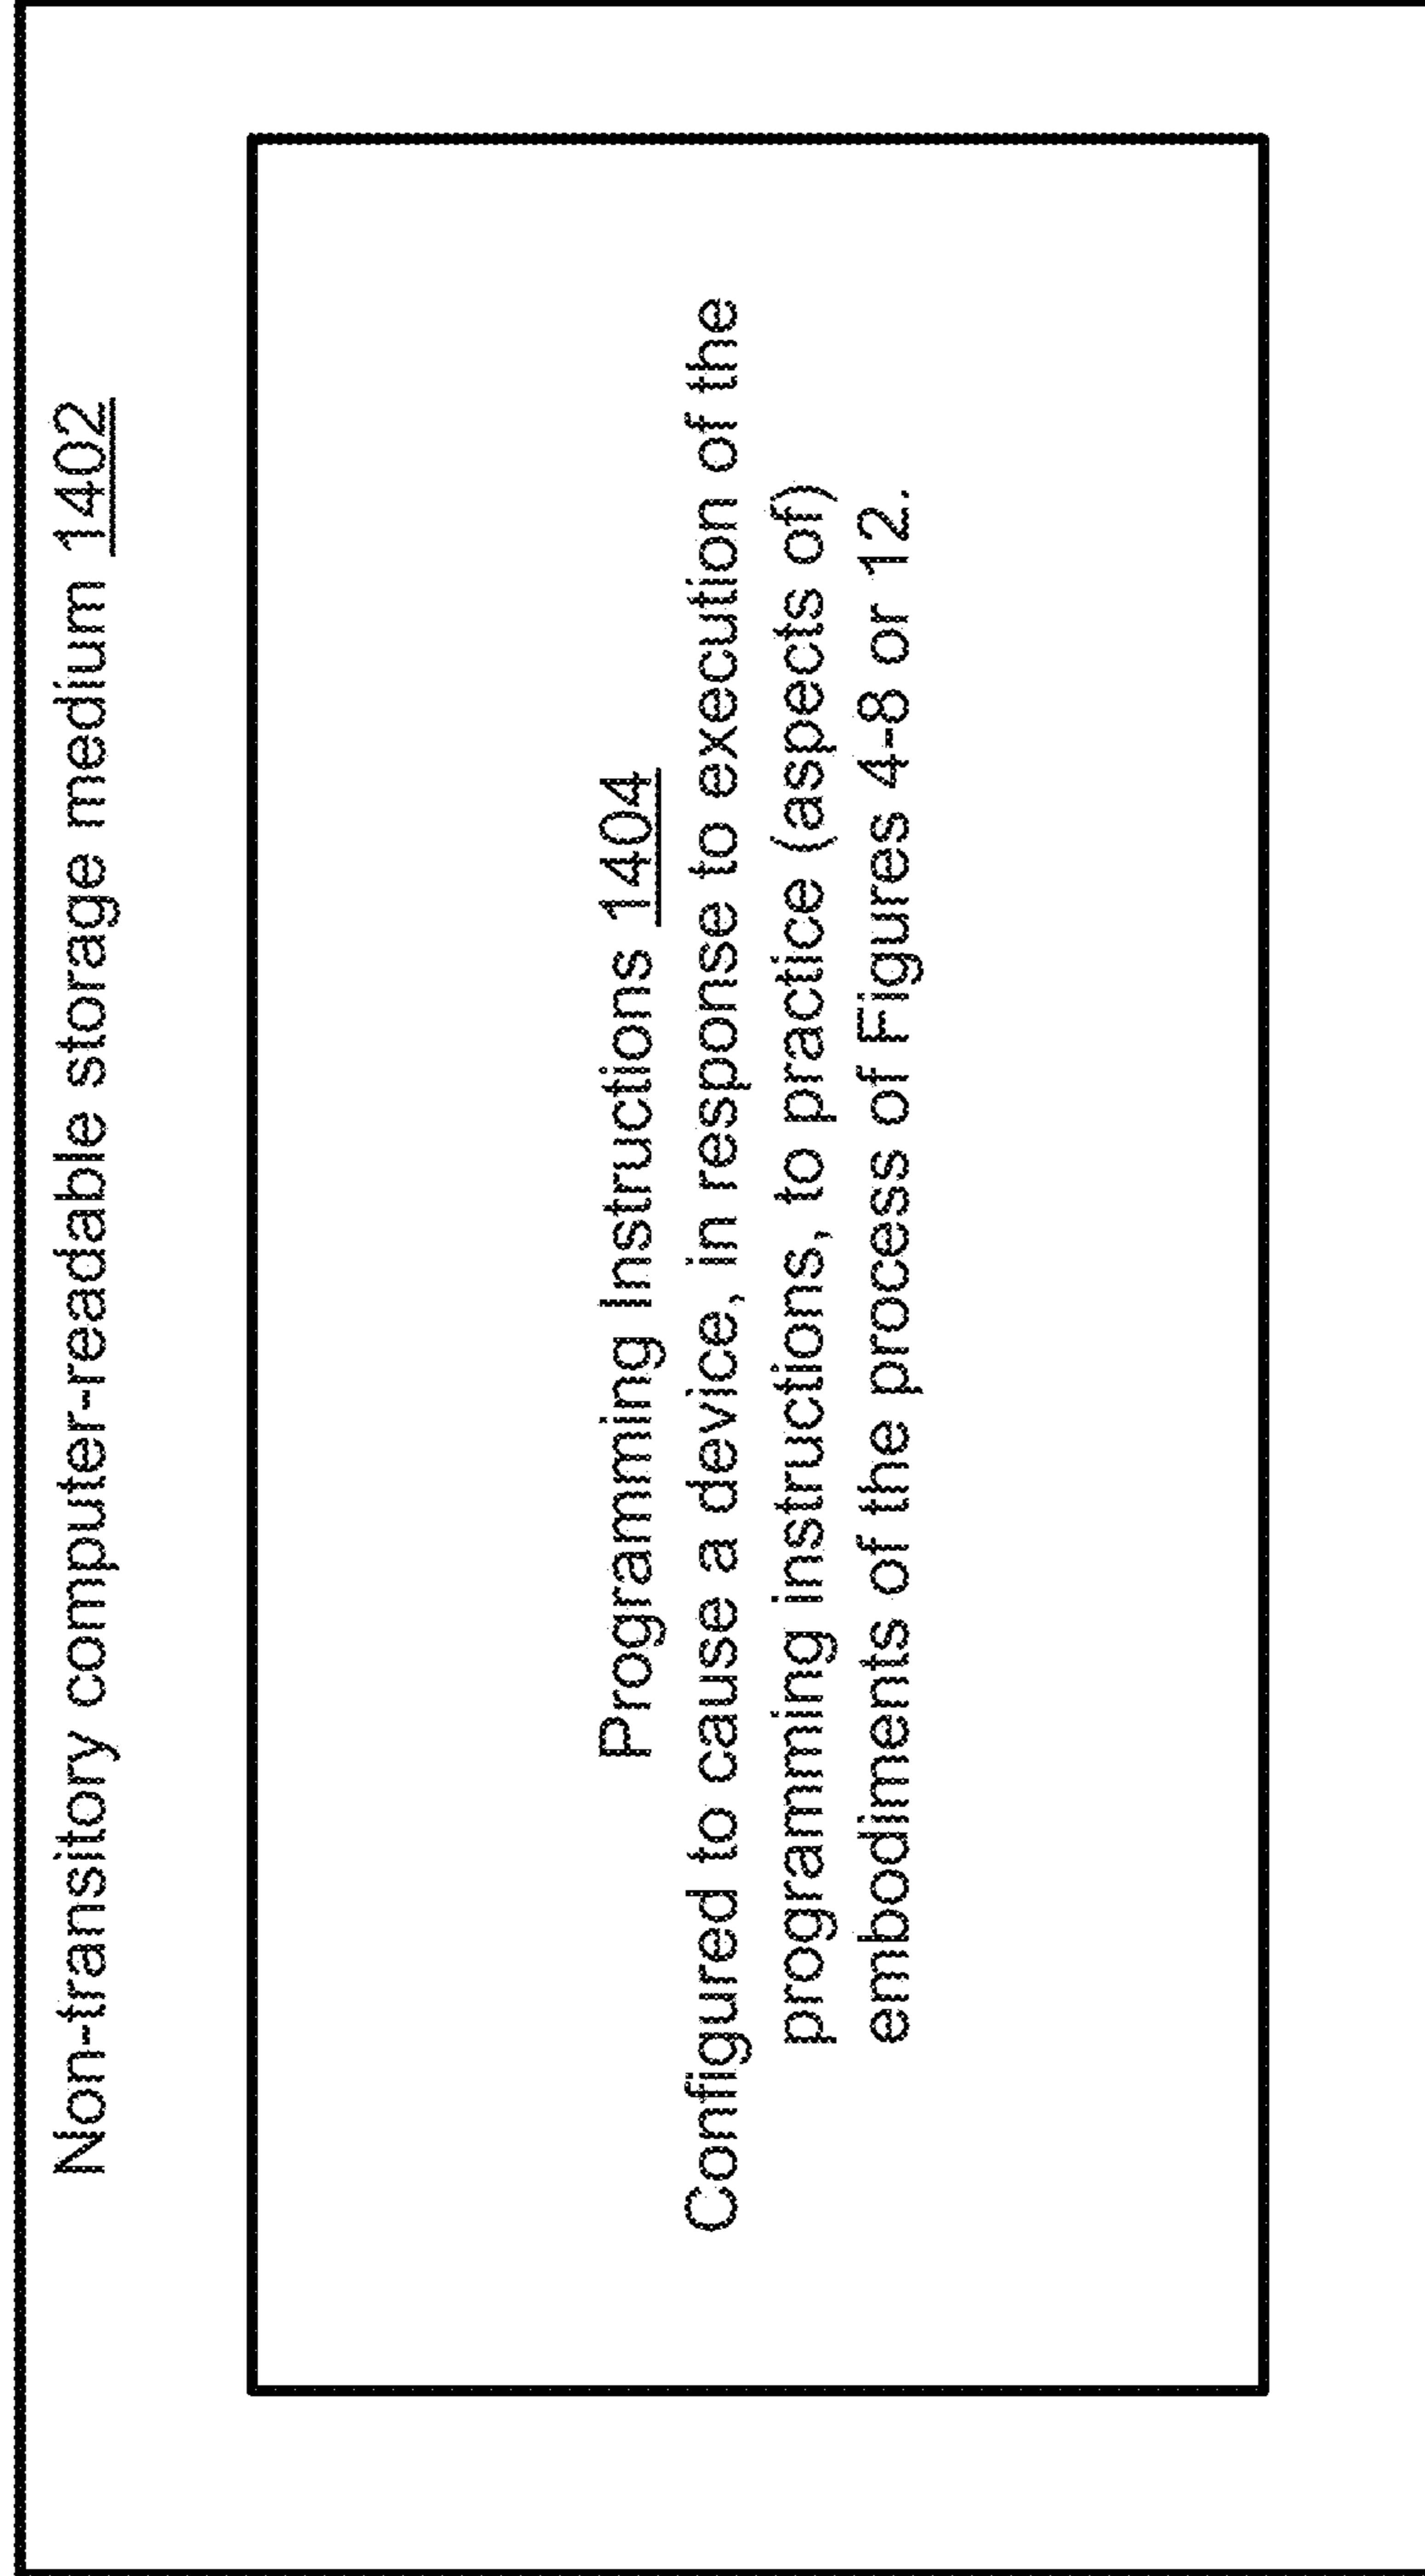 Non-transitory computer-readable storage medium 1402
Programming Instructions 1404
Configured to cause a device, in response to execution of the
programming instructions, to practice (aspects of)
embodiments of the process of Figures 4-8 or 12.